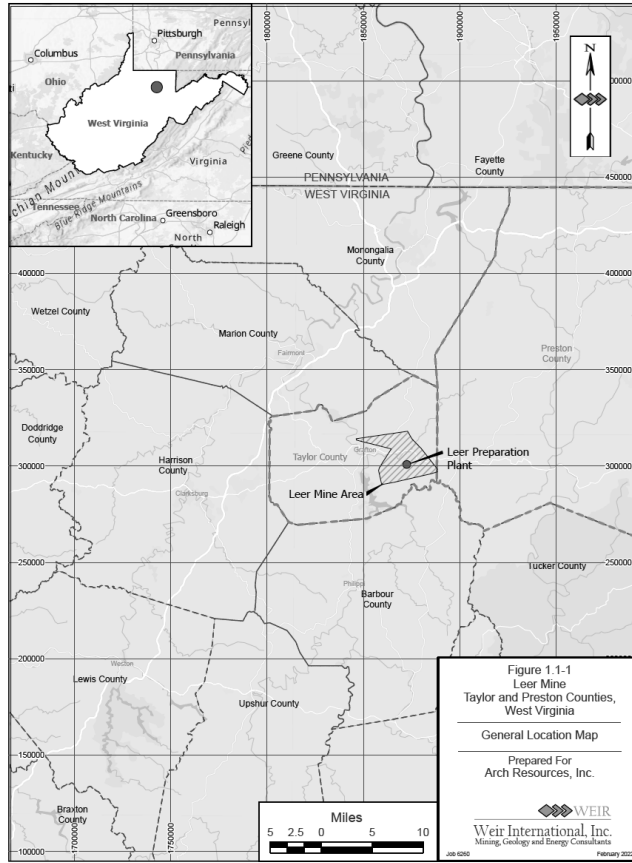 Pittsburgh
Pennsylvania
Columbus
Ohio
West Virginia
Kentucky
Virginia
Tennessee
Blue Ridge Mountains
North Carolina
Greensboro
Raleigh
North
1800000
1850000
1900000
1950000
N
Greene County
Fayette
County
PENNSYLVANIA
WEST VIRGINIA
450000
Monongalia
County
400000
Wetzel County
Marion County
Fairmont
Preston
County
350000
350000
Doddridge
County
Harrison
County
Clarksburg
Taylor County
Grafton
Leer Preparation
Plant
Leer Mine Area
300000
300000
250000
250000
Tucker County
Philippi
Barbour
County
200000
Weston
Lewis County
Upshur County
150000
Braxton
County
100000
1700000
1750000
Miles
5 2.5 0 5 10
Figure 1.1-1
Leer Mine
Taylor and Preston Counties,
West Virginia
General Location Map
Prepared For
Arch Resources, Inc.
WEIR
Weir International, Inc.
Mining, Geology and Energy Consultants
Job 6260
February 2022